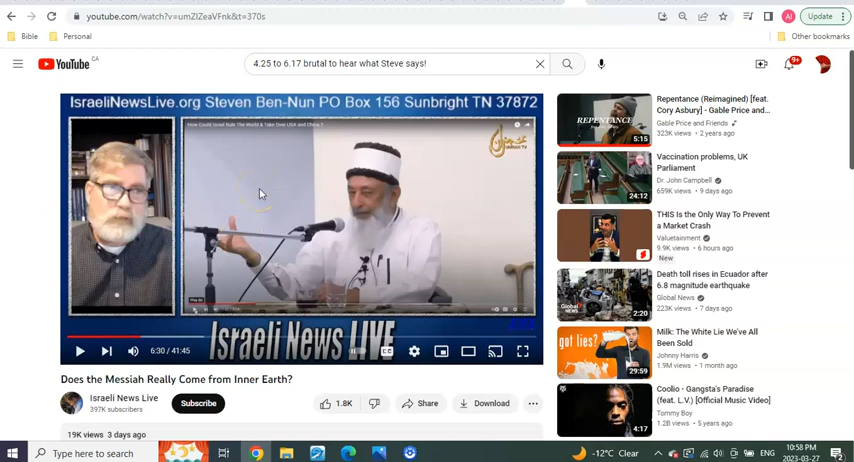 youtube.com/watch?v=umZIZeaVFnk&t=370s
Update
Bible
Personal
Other bookmarks
YouTube CA
4.25 to 6.17 brutal to hear what Steve says!
9+
IsraeliNewsLive.org Steven Ben-Nun PO Box 156 Sunbright TN 37872
How Could Israel Rule The World & Take Over USA and China ?
Israeli News LIVE
6:30 / 41:45
Does the Messiah Really Come from Inner Earth?
Israeli News Live
397K subscribers
Subscribe
1.8K
Share
Download
19K views 3 days ago
REPENTANCE
5:15
Repentance (Reimagined) [feat.
Cory Asbury] - Gable Price and...
Gable Price and Friends
323K views • 2 years ago
24:12
Vaccination problems, UK
Parliament
Dr. John Campbell
659K views • 9 days ago
THIS Is the Only Way To Prevent
a Market Crash
Valuetainment
9.9K views • 6 hours ago
New
2:20
Death toll rises in Ecuador after
6.8 magnitude earthquake
Global News
223K views • 7 days ago
got lies?
29:59
Milk: The White Lie We've All
Been Sold
Johnny Harris
1.9M views • 1 month ago
4:17
Coolio - Gangsta's Paradise
(feat. L.V.) [Official Music Video]
Tommy Boy
1.2B views • 5 years ago
Type here to search
-12°C Clear
ENG
10:58 PM
2023-03-27
2